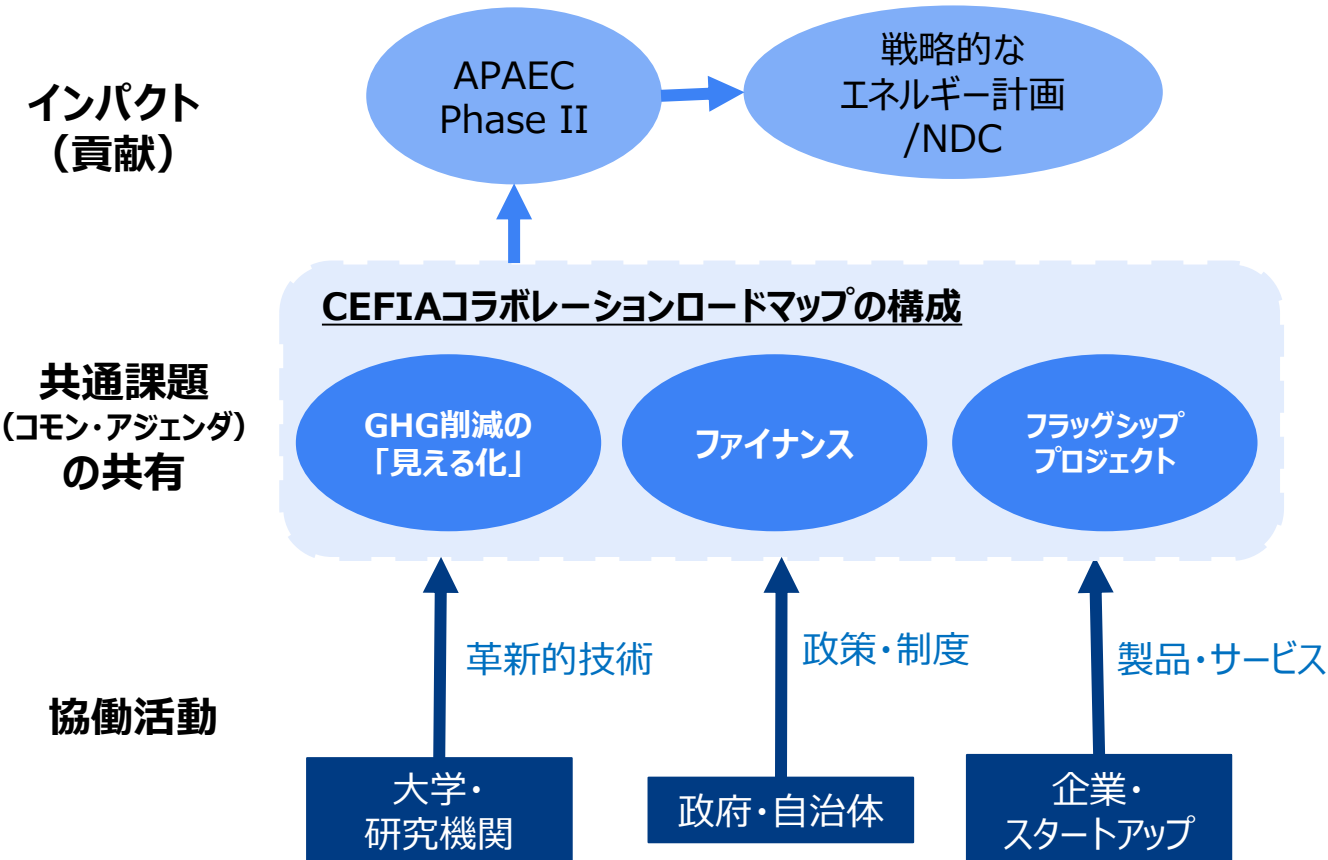 インパクト
（貢献）
APAEC
Phase II
戦略的な
エネルギー計画
/NDC
CEFIAコラボレーションロードマップの構成
共通課題
（コモン・アジェンダ）
の共有
GHG削減の
「見える化」
ファイナンス
フラッグシップ
プロジェクト
革新的技術
政策・制度
製品・サービス
協働活動
大学・
研究機関
政府・自治体
企業・
スタートアップ